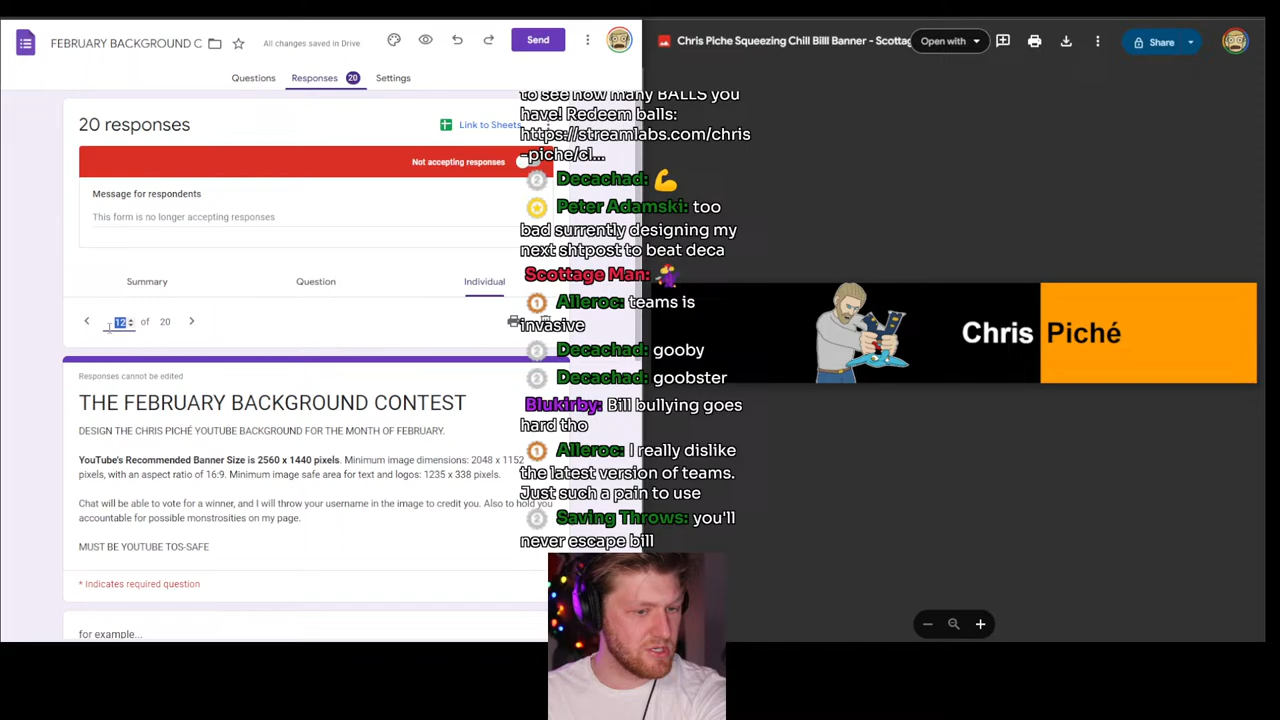 FEBRUARY BACKGROUND C
All changes saved in Drive
Send
Questions
Responses 20
Settings
20 responses
Link to Sheets
Not accepting responses
Message for respondents
This form is no longer accepting responses
Summary
Question
Individual
12 of 20
Responses cannot be edited
THE FEBRUARY BACKGROUND CONTEST
DESIGN THE CHRIS PICHÉ YOUTUBE BACKGROUND FOR THE MONTH OF FEBRUARY.
YouTube's Recommended Banner Size is 2560 x 1440 pixels. Minimum image dimensions: 2048 x 1152
pixels, with an aspect ratio of 16:9. Minimum image safe area for text and logos: 1235 x 338 pixels.
Chat will be able to vote for a winner, and I will throw your username in the image to credit you. Also to hold you
accountable for possible monstrosities on my page.
MUST BE YOUTUBE TOS-SAFE
* Indicates required question
for example...
to see how many BALLS you
have! Redeem balls:
https://streamlabs.com/chris
-piche/cl...
2 Decachad: 💪
Peter Adamski: too
bad surrently designing my
next shtpost to beat deca
Scottage Man:
1 Alleroc: teams is
invasive
2 Decachad: gooby
2 Decachad: goobster
Blukirby: Bill bullying goes
hard tho
1 Alleroc: I really dislike
the latest version of teams.
Just such a pain to use
2 Saving Throws: you'll
never escape bill
Chris Piche Squeezing Chill Billl Banner - Scottag
Open with
Share
Chris Piché